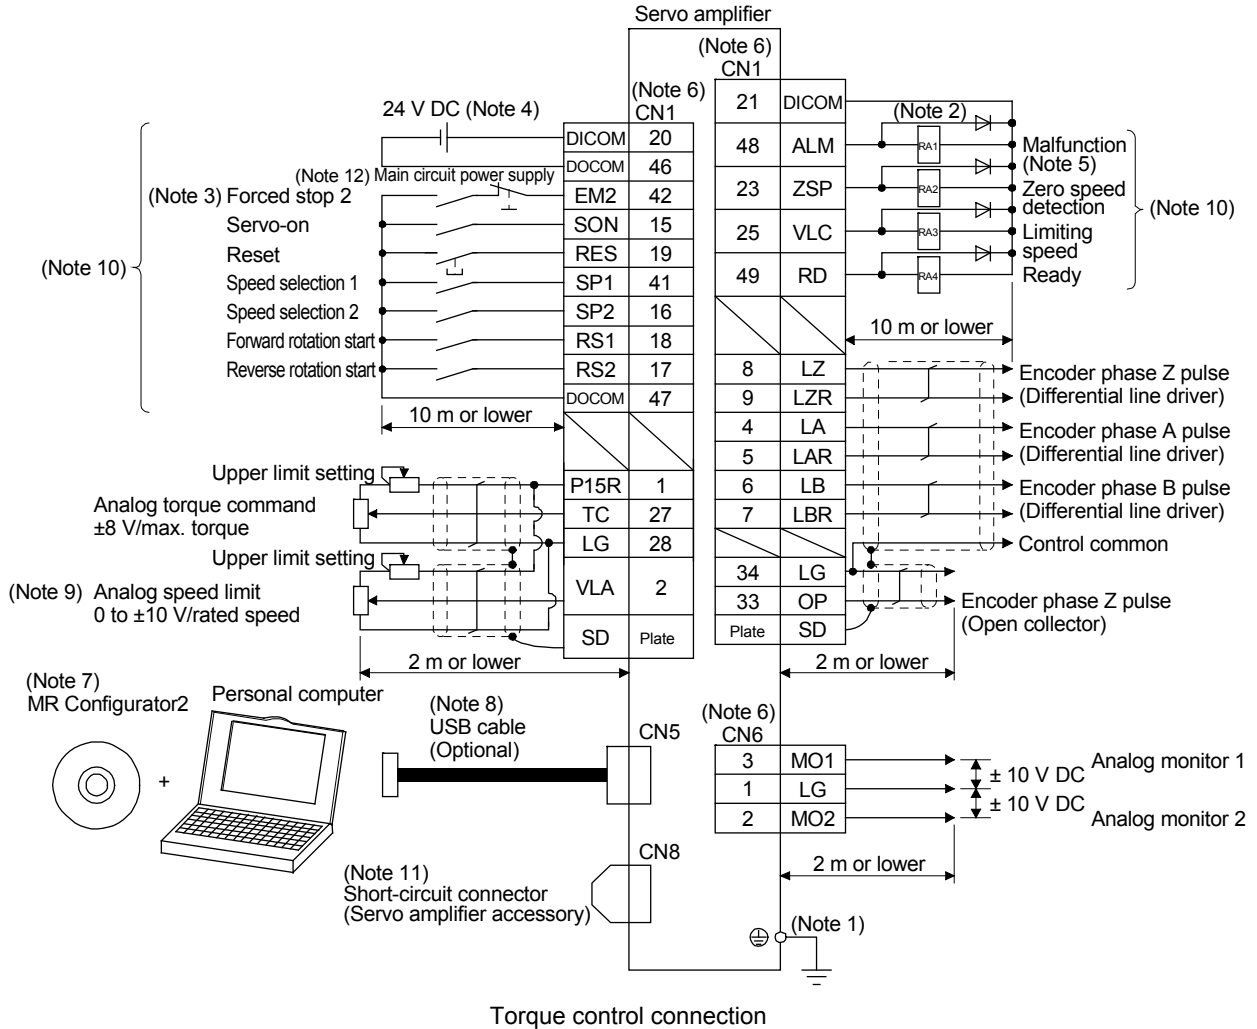 Servo amplifier
(Note 6)
CN1
21 DICOM
48 ALM
23 ZSP
25 VLC
49 RD
8 LZ
9 LZR
4 LA
5 LAR
6 LB
7 LBR
34 LG
33 OP
Plate SD
(Note 2)
RA1
RA2
RA3
RA4
Malfunction
(Note 5)
Zero speed
detection
Limiting
speed
Ready
(Note 10)
10 m or lower
Encoder phase Z pulse
(Differential line driver)
Encoder phase A pulse
(Differential line driver)
Encoder phase B pulse
(Differential line driver)
Control common
Encoder phase Z pulse
(Open collector)
2 m or lower
(Note 6)
CN1
24 V DC (Note 4)
DICOM 20
DOCOM 46
(Note 12) Main circuit power supply
(Note 3) Forced stop 2 EM2 42
Servo-on SON 15
Reset RES 19
Speed selection 1 SP1 41
Speed selection 2 SP2 16
Forward rotation start RS1 18
Reverse rotation start RS2 17
DOCOM 47
(Note 10)
10 m or lower
Upper limit setting
P15R 1
Analog torque command
±8 V/max. torque
TC 27
LG 28
Upper limit setting
(Note 9) Analog speed limit
0 to ±10 V/rated speed
VLA 2
SD Plate
2 m or lower
(Note 7)
MR Configurator2
+
Personal computer
(Note 8)
USB cable
(Optional)
CN5
(Note 6)
CN6
3 MO1
1 LG
2 MO2
Analog monitor 1
± 10 V DC
± 10 V DC
Analog monitor 2
2 m or lower
CN8
(Note 11)
Short-circuit connector
(Servo amplifier accessory)
(Note 1)
Torque control connection